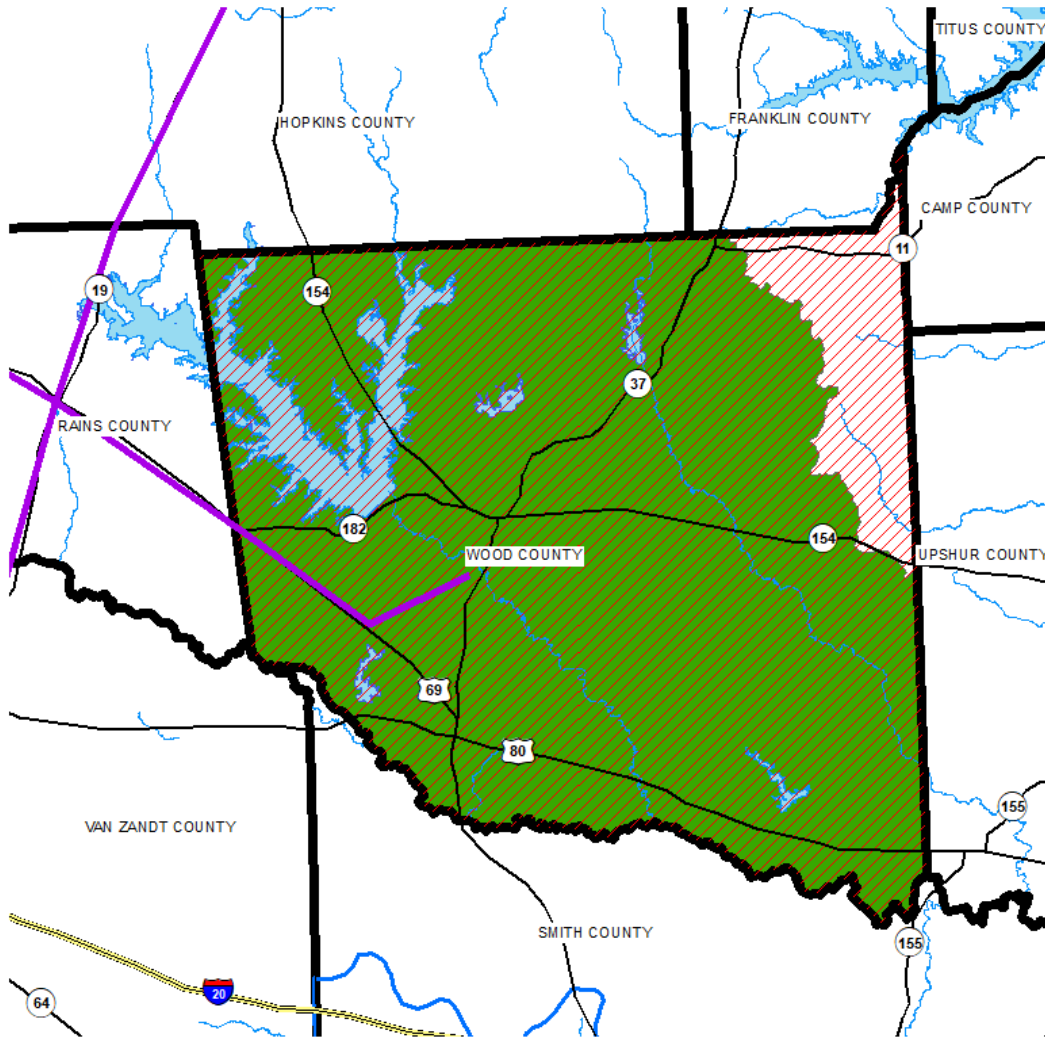 TITUS COUNTY
HOPKINS COUNTY
FRANKLIN COUNTY
CAMP COUNTY
11
19
154
37
RAINS COUNTY
182
154
WOOD COUNTY
UPSHUR COUNTY
69
80
155
VAN ZANDT COUNTY
SMITH COUNTY
155
20
64